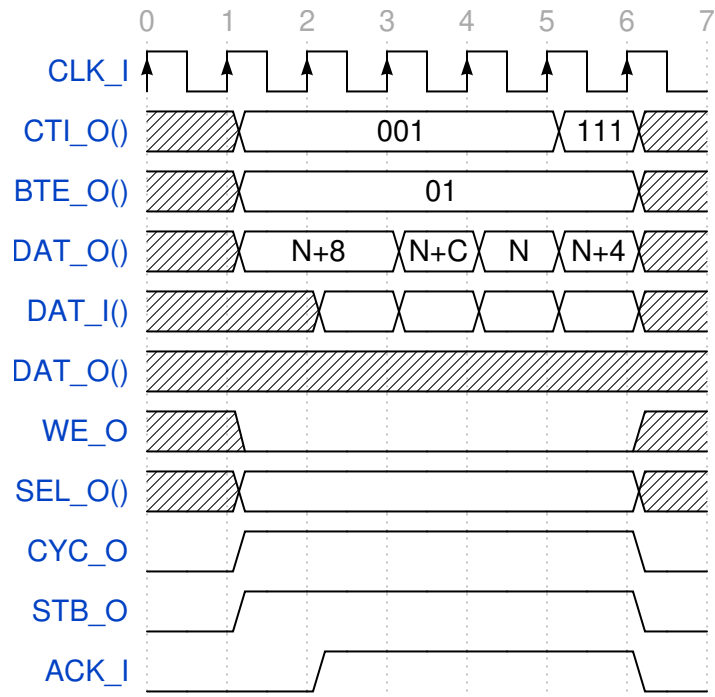 0 1 2 3 4 5 6 7
CLK_I
CTI_O() 001 111
BTE_O() 01
DAT_O() N+8 N+C N N+4
DAT_I()
DAT_O()
WE_O
SEL_O()
CYC_O
STB_O
ACK_I